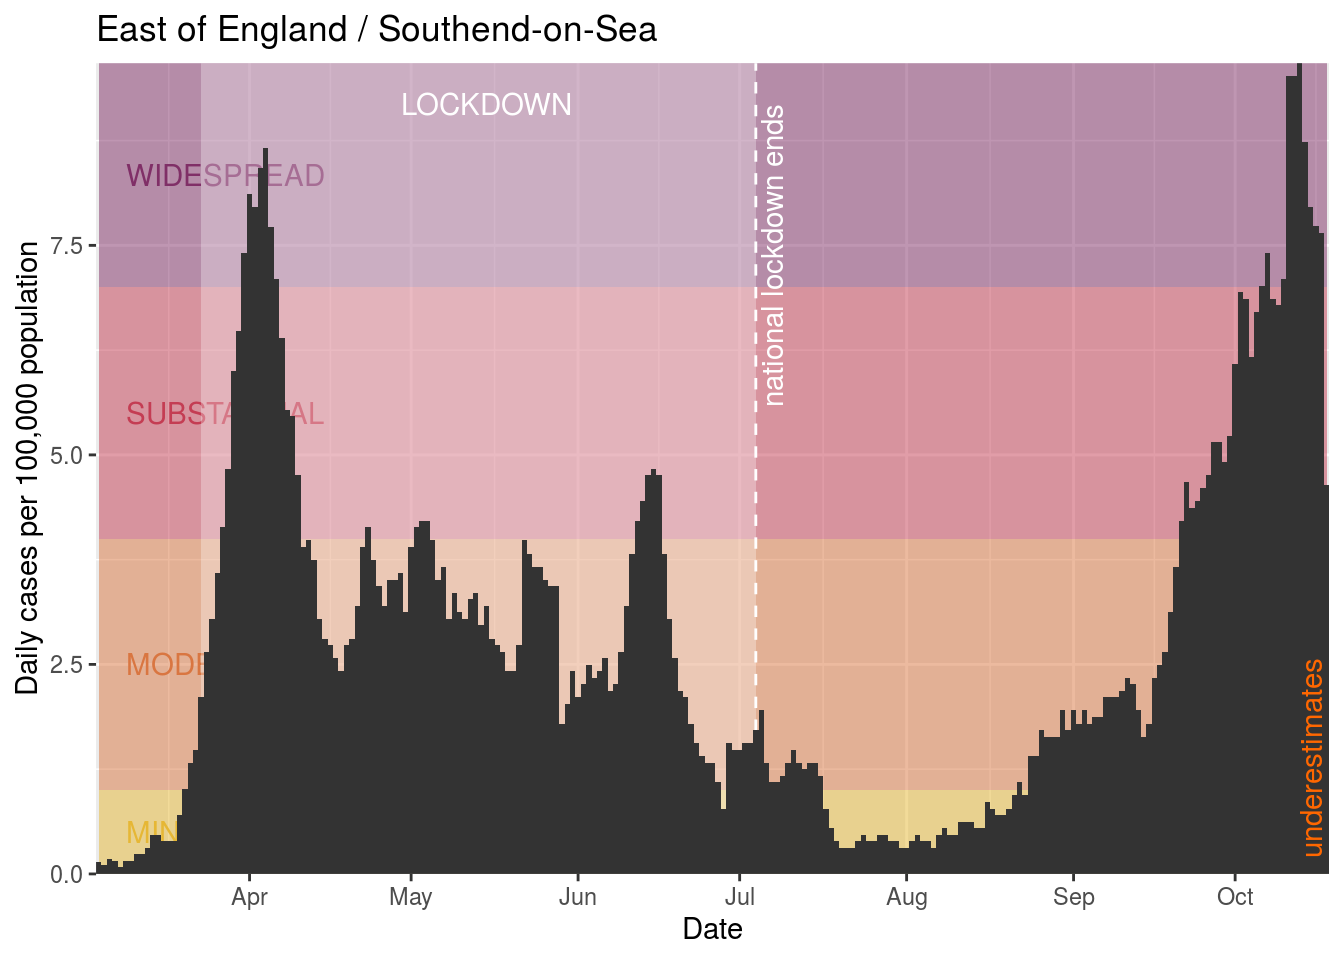 East of England / Southend-on-Sea
LOCKDOWN
WIDESPREAD
national lockdown ends
7.5
SUBSTANTIAL
5.0
Daily cases per 100,000 population
MODE
2.5
underestimates
MIN
0.0
Apr
May
Jun
Jul
Aug
Sep
Oct
Date